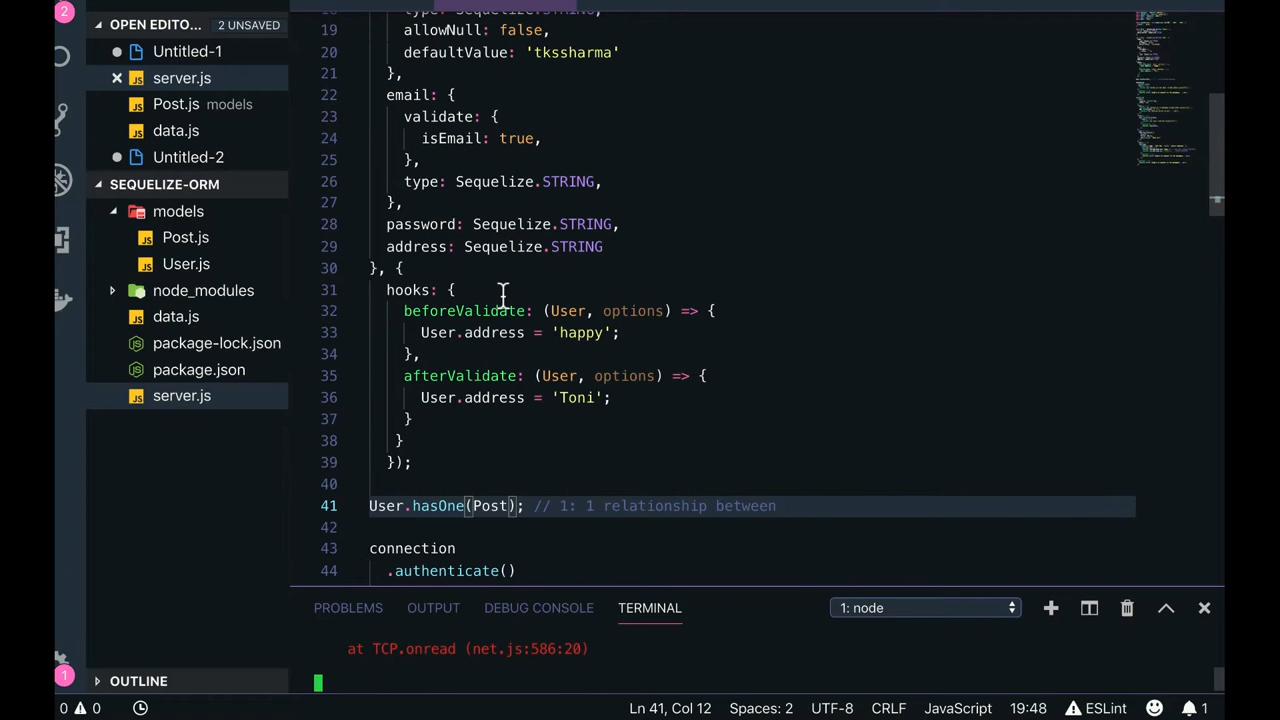 2
OPEN EDITO... 2 UNSAVED
Untitled-1
server.js
Post.js models
data.js
Untitled-2
SEQUELIZE-ORM
models
Post.js
User.js
node_modules
data.js
package-lock.json
package.json
server.js
OUTLINE
1
18 type: Sequelize.STRING,
19 allowNull: false,
20 defaultValue: 'tkssharma'
21 },
22 email: {
23 validate: {
24 isEmail: true,
25 },
26 type: Sequelize.STRING,
27 },
28 password: Sequelize.STRING,
29 address: Sequelize.STRING
30 }, {
31 hooks: {
32 beforeValidate: (User, options) => {
33 User.address = 'happy';
34 },
35 afterValidate: (User, options) => {
36 User.address = 'Toni';
37 }
38 }
39 });
40
41 User.hasOne(Post); // 1: 1 relationship between
42
43 connection
44 .authenticate()
PROBLEMS OUTPUT DEBUG CONSOLE TERMINAL 1: node
at TCP.onread (net.js:586:20)
0 0 Ln 41, Col 12 Spaces: 2 UTF-8 CRLF JavaScript 19:48 ESLint 1